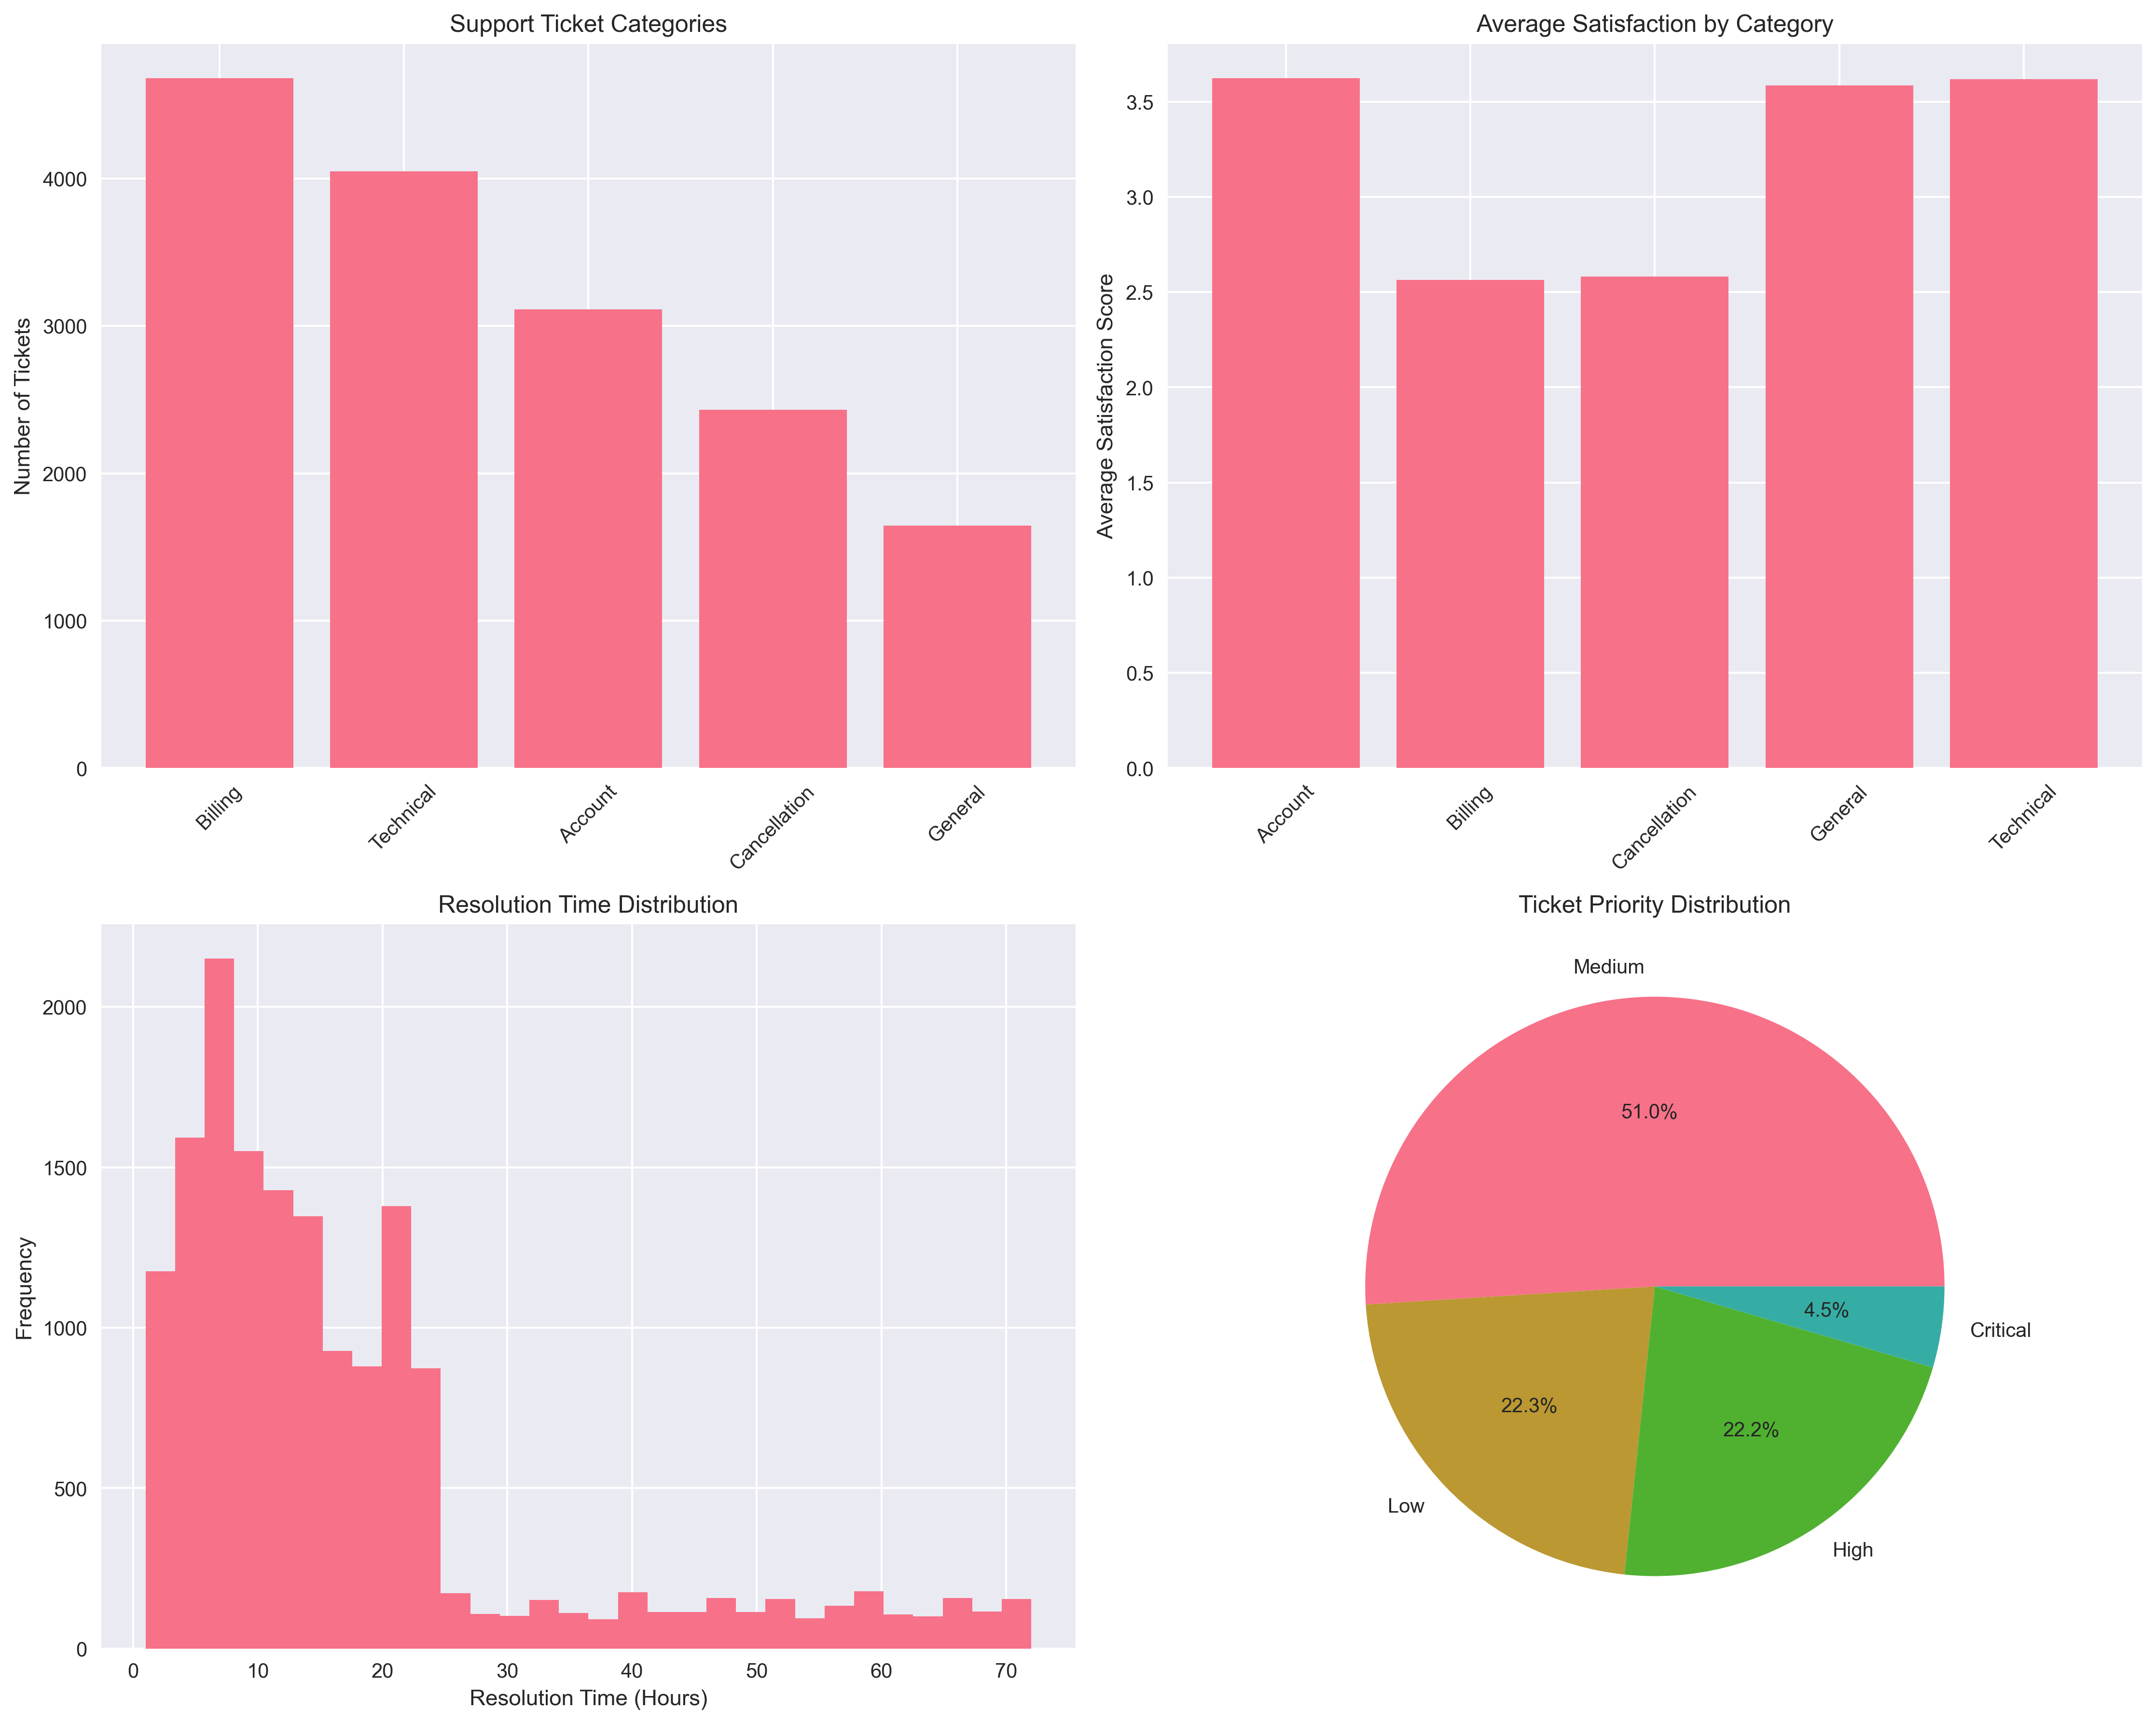 Support Ticket Categories
Number of Tickets
4000
3000
2000
1000
0
Billing
Technical
Account
Cancellation
General
Average Satisfaction by Category
Average Satisfaction Score
3.5
3.0
2.5
2.0
1.5
1.0
0.5
0.0
Account
Billing
Cancellation
General
Technical
Resolution Time Distribution
Frequency
2000
1500
1000
500
0
0
10
20
30
40
50
60
70
Resolution Time (Hours)
Ticket Priority Distribution
Medium
51.0%
4.5%
Critical
22.3%
22.2%
Low
High